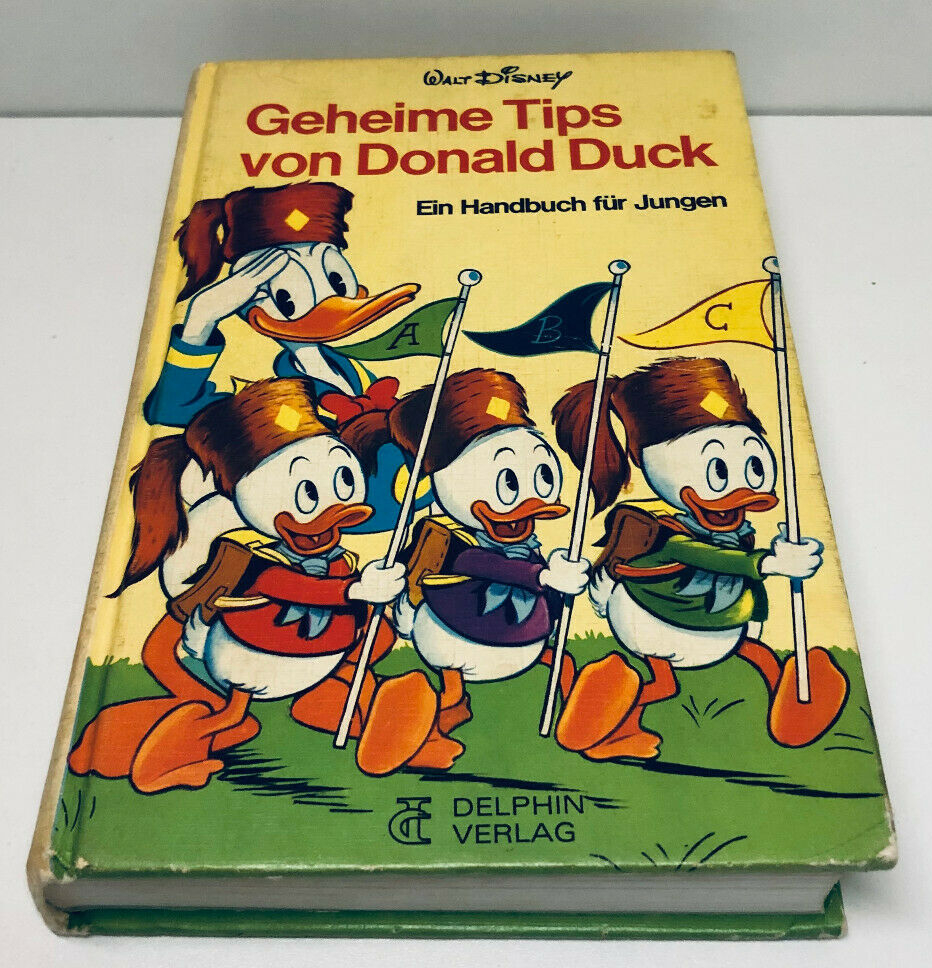 WALT DISNEY
Geheime Tips
von Donald Duck
Ein Handbuch für Jungen
A B C
DELPHIN
VERLAG